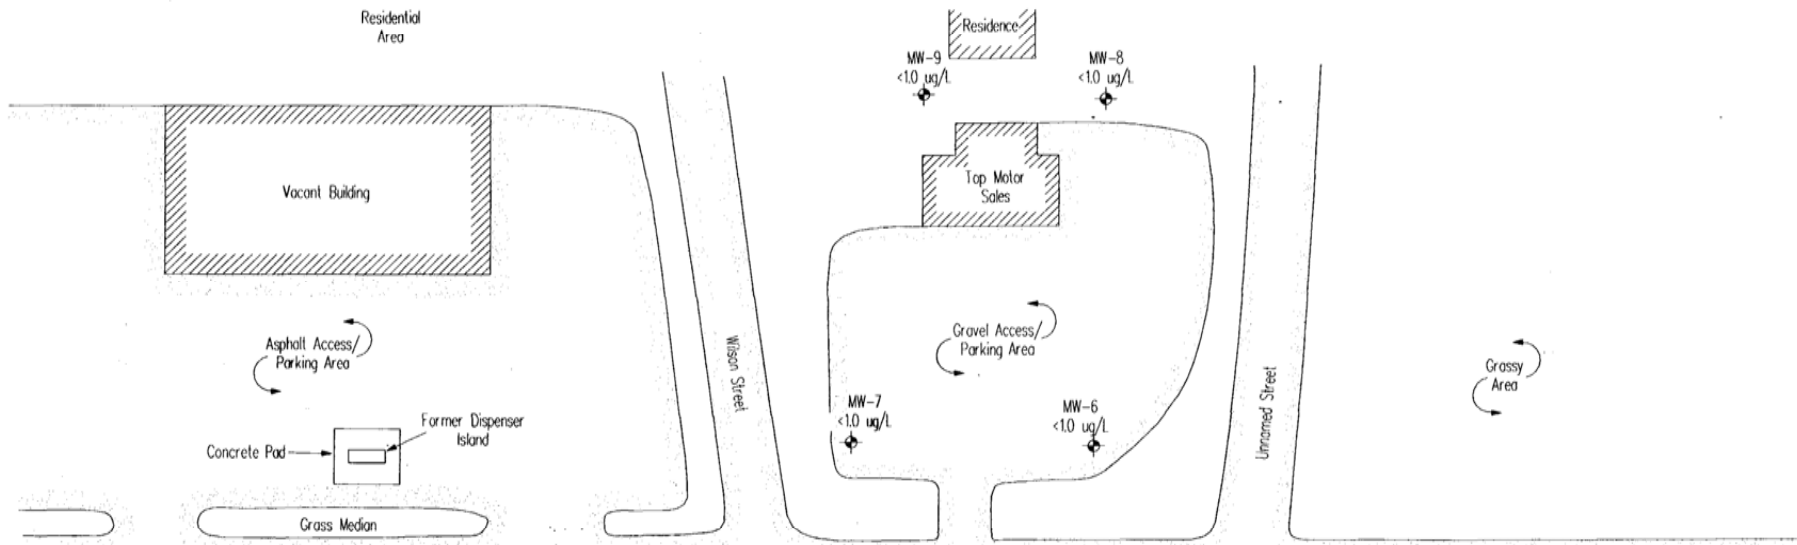 Residential
Area
Residence
MW-9
<1.0 ug/L
MW-8
<1.0 ug/L
Vacant Building
Top Motor
Sales
Asphalt Access/
Parking Area
Wilson Street
Gravel Access/
Parking Area
Unnamed Street
Grassy
Area
MW-7
<1.0 ug/L
MW-6
<1.0 ug/L
Former Dispenser
Island
Concrete Pad
Grass Median